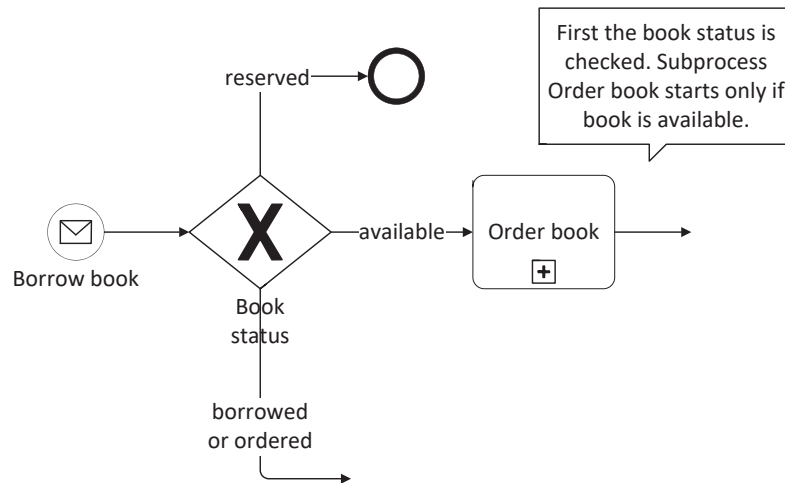 First the book status is
checked. Subprocess
Order book starts only if
book is available.
reserved
X
available
Order book
Borrow book
Book
status
borrowed
or ordered